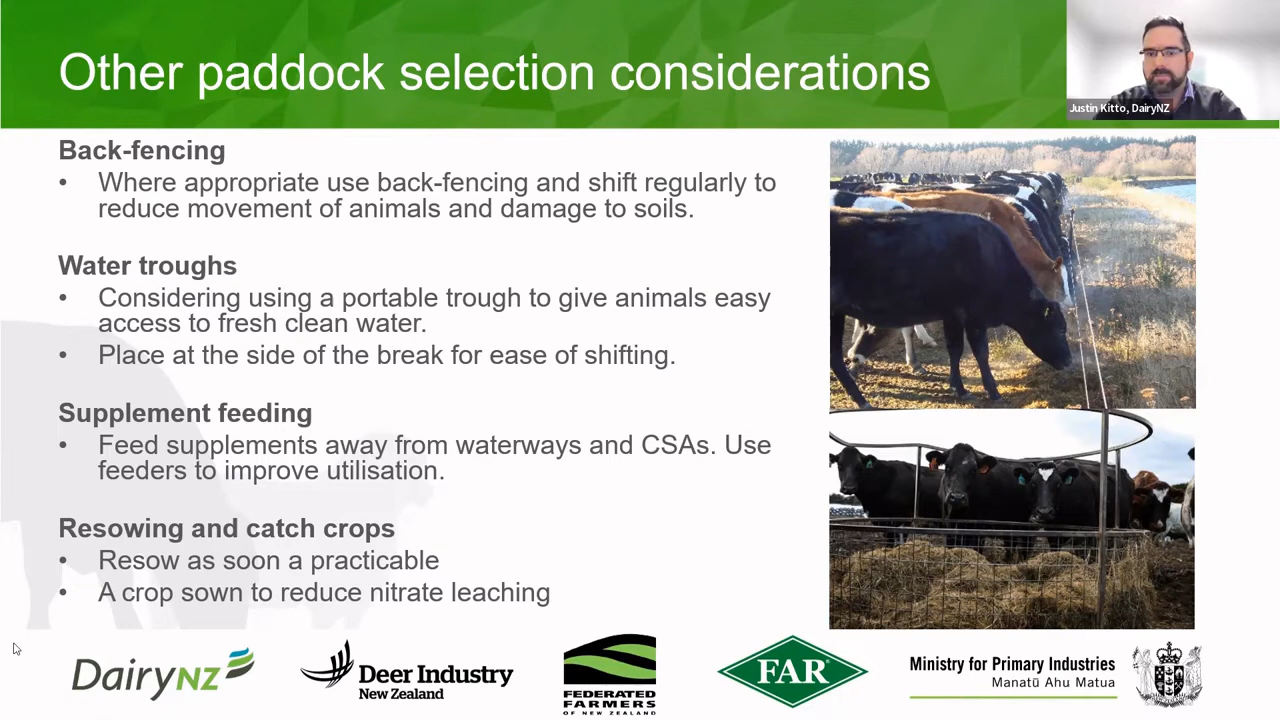 Other paddock selection considerations
Justin Kitto, DairyNZ
Back-fencing
• Where appropriate use back-fencing and shift regularly to
reduce movement of animals and damage to soils.
Water troughs
• Considering using a portable trough to give animals easy
access to fresh clean water.
• Place at the side of the break for ease of shifting.
Supplement feeding
• Feed supplements away from waterways and CSAs. Use
feeders to improve utilisation.
Resowing and catch crops
• Resow as soon a practicable
• A crop sown to reduce nitrate leaching
DairyNZ
Deer Industry
New Zealand
FEDERATED
FARMERS
OF NEW ZEALAND
FAR®
Ministry for Primary Industries
Manatū Ahu Matua